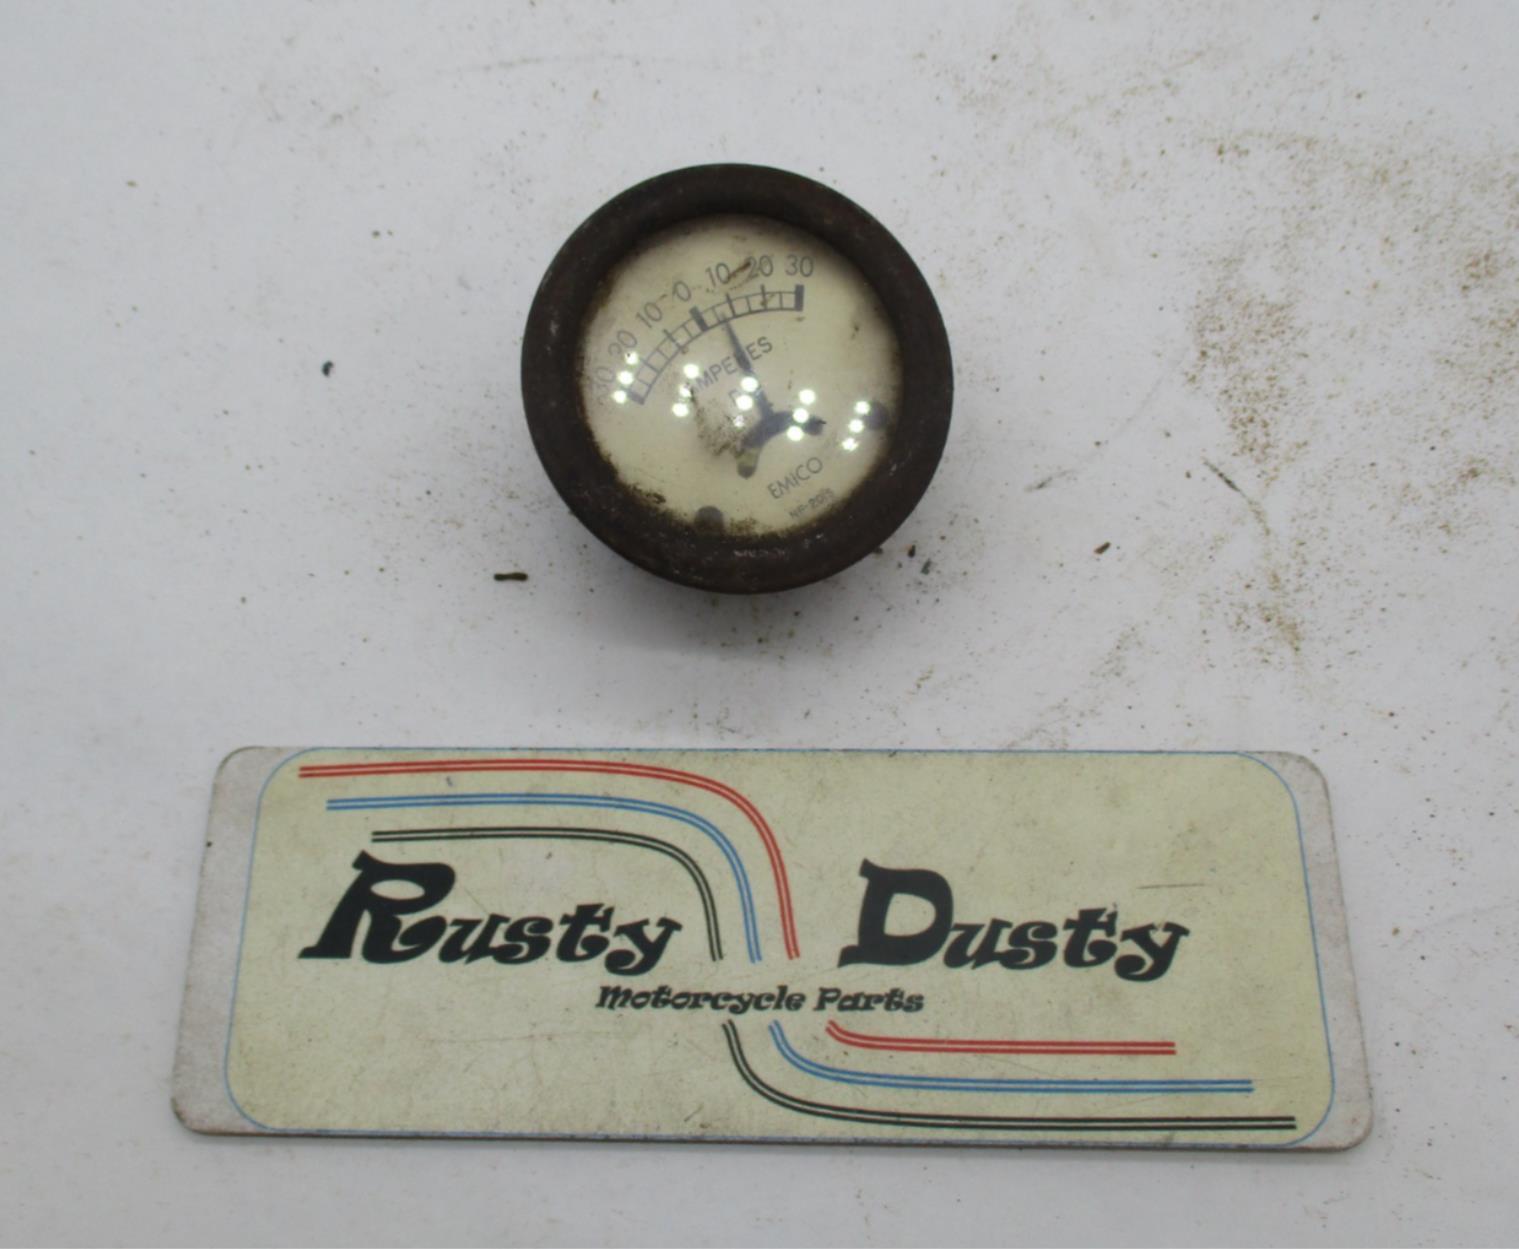 30 20 10 0 10 20 30
AMPERES
EMICO
Rusty Dusty
Motorcycle Parts